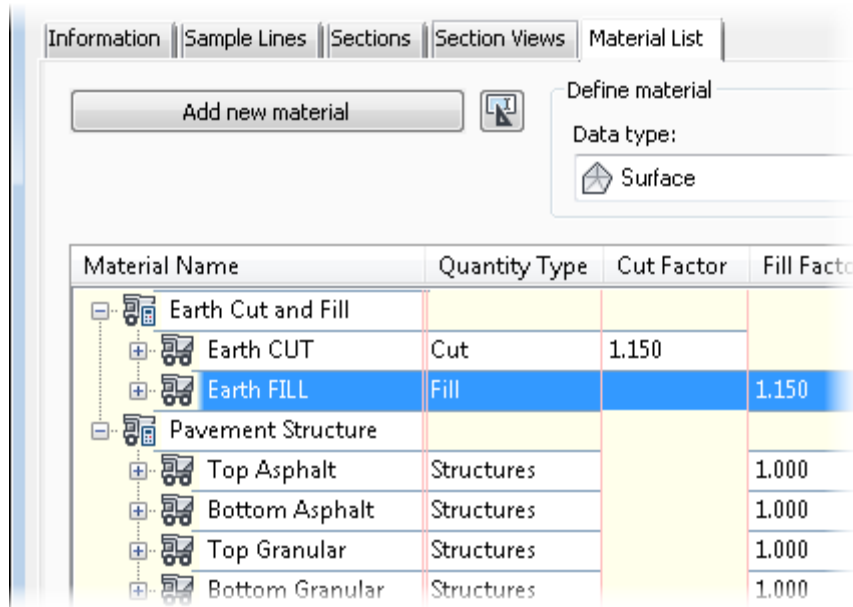 Information Sample Lines Sections Section Views Material List
Add new material
Define material
Data type:
Surface
Material Name Quantity Type Cut Factor Fill Facto
Earth Cut and Fill
Earth CUT Cut 1.150
Earth FILL Fill 1.150
Pavement Structure
Top Asphalt Structures 1.000
Bottom Asphalt Structures 1.000
Top Granular Structures 1.000
Bottom Granular Structures 1.000